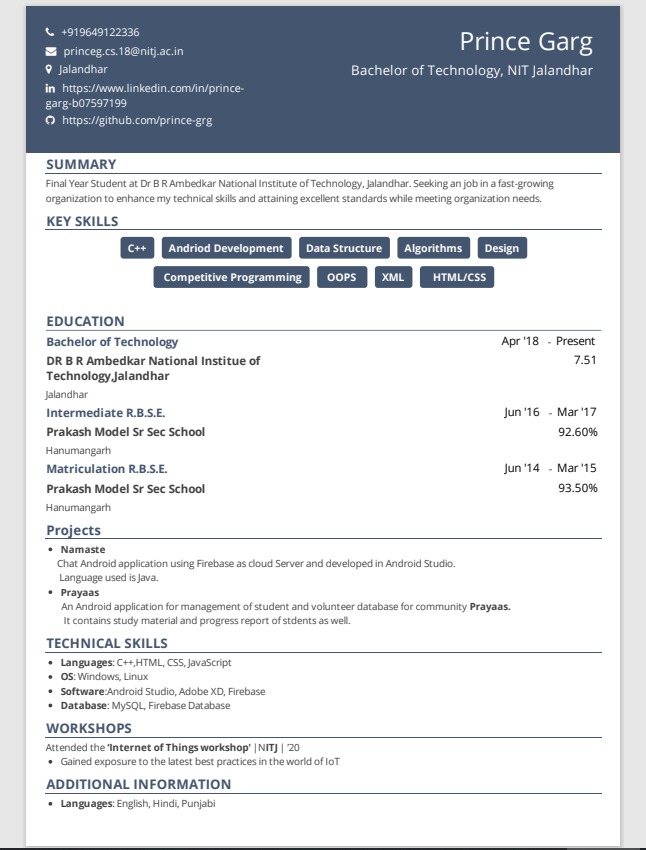 +919649122336
princeg.cs.18@nitj.ac.in
Jalandhar
https://www.linkedin.com/in/prince-
garg-b07597199
https://github.com/prince-grg
Prince Garg
Bachelor of Technology, NIT Jalandhar
SUMMARY
Final Year Student at Dr B R Ambedkar National Institute of Technology, Jalandhar. Seeking an job in a fast-growing
organization to enhance my technical skills and attaining excellent standards while meeting organization needs.
KEY SKILLS
C++ Andriod Development Data Structure Algorithms Design
Competitive Programming OOPS XML HTML/CSS
EDUCATION
Bachelor of Technology Apr '18 - Present
DR B R Ambedkar National Institue of 7.51
Technology,Jalandhar
Jalandhar
Intermediate R.B.S.E. Jun '16 - Mar '17
Prakash Model Sr Sec School 92.60%
Hanumangarh
Matriculation R.B.S.E. Jun '14 - Mar '15
Prakash Model Sr Sec School 93.50%
Hanumangarh
Projects
• Namaste
Chat Android application using Firebase as cloud Server and developed in Android Studio.
Language used is Java.
• Prayaas
An Android application for management of student and volunteer database for community Prayaas.
It contains study material and progress report of stdents as well.
TECHNICAL SKILLS
• Languages: C++,HTML, CSS, JavaScript
• OS: Windows, Linux
• Software:Android Studio, Adobe XD, Firebase
• Database: MySQL, Firebase Database
WORKSHOPS
Attended the 'Internet of Things workshop' |NITJ | '20
• Gained exposure to the latest best practices in the world of IoT
ADDITIONAL INFORMATION
• Languages: English, Hindi, Punjabi